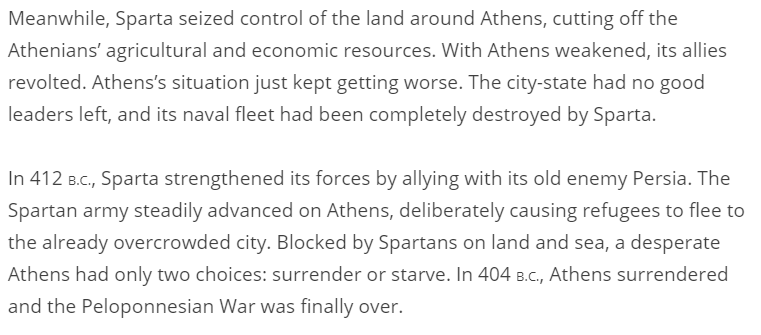 Meanwhile, Sparta seized control of the land around Athens, cutting off the
Athenians’ agricultural and economic resources. With Athens weakened, its allies
revolted. Athens’s situation just kept getting worse. The city-state had no good
leaders left, and its naval fleet had been completely destroyed by Sparta.
In 412 B.C., Sparta strengthened its forces by allying with its old enemy Persia. The
Spartan army steadily advanced on Athens, deliberately causing refugees to flee to
the already overcrowded city. Blocked by Spartans on land and sea, a desperate
Athens had only two choices: surrender or starve. In 404 B.C., Athens surrendered
and the Peloponnesian War was finally over.